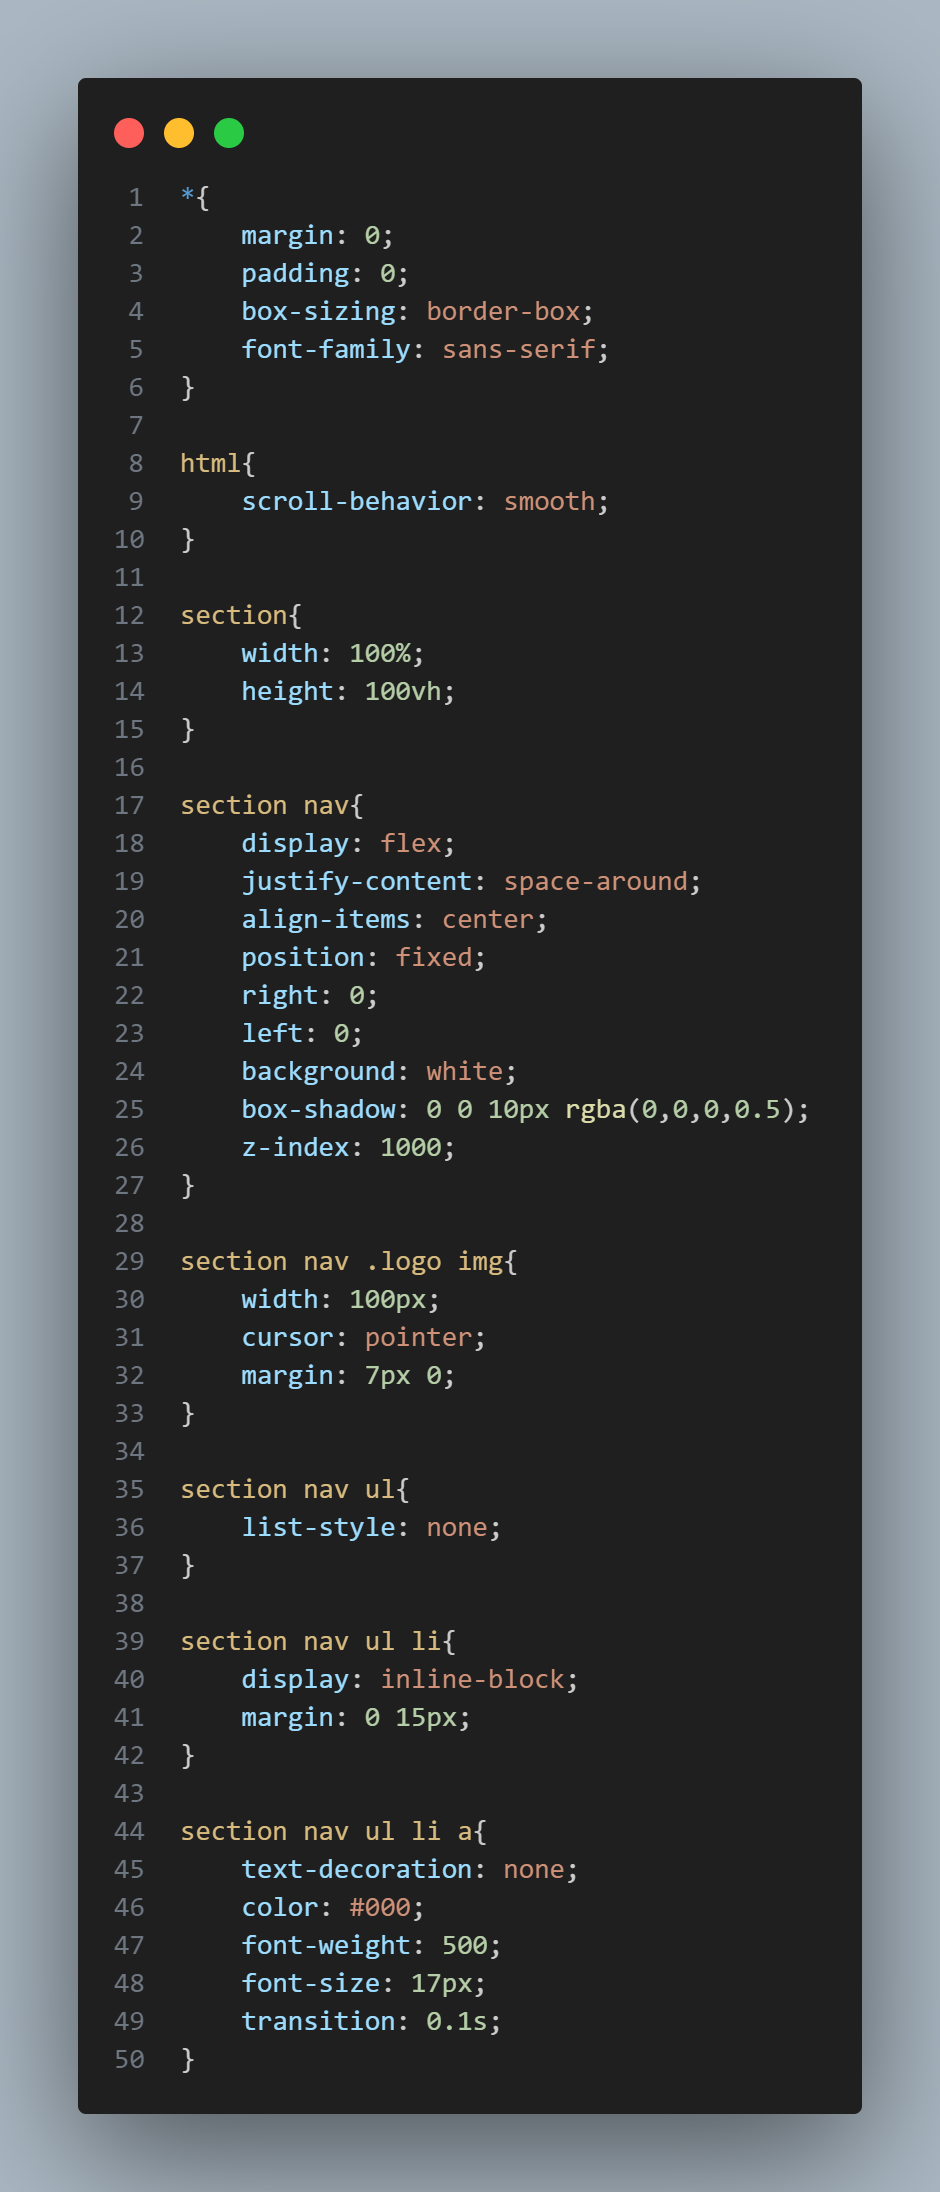 1 *{
2     margin: 0;
3     padding: 0;
4     box-sizing: border-box;
5     font-family: sans-serif;
6 }
7
8 html{
9     scroll-behavior: smooth;
10 }
11
12 section{
13     width: 100%;
14     height: 100vh;
15 }
16
17 section nav{
18     display: flex;
19     justify-content: space-around;
20     align-items: center;
21     position: fixed;
22     right: 0;
23     left: 0;
24     background: white;
25     box-shadow: 0 0 10px rgba(0,0,0,0.5);
26     z-index: 1000;
27 }
28
29 section nav .logo img{
30     width: 100px;
31     cursor: pointer;
32     margin: 7px 0;
33 }
34
35 section nav ul{
36     list-style: none;
37 }
38
39 section nav ul li{
40     display: inline-block;
41     margin: 0 15px;
42 }
43
44 section nav ul li a{
45     text-decoration: none;
46     color: #000;
47     font-weight: 500;
48     font-size: 17px;
49     transition: 0.1s;
50 }